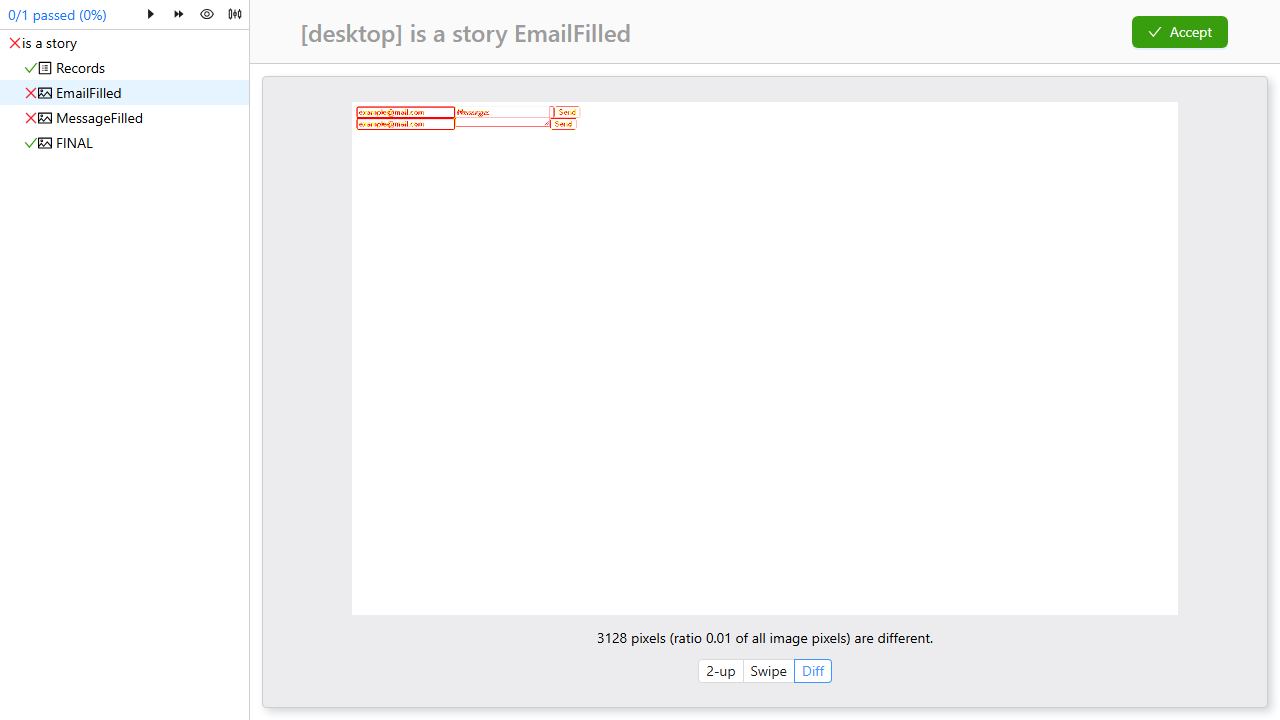 0/1 passed (0%)
is a story
Records
EmailFilled
MessageFilled
FINAL
[desktop] is a story EmailFilled
Accept
example@mail.com Message Send
example@mail.com Send
3128 pixels (ratio 0.01 of all image pixels) are different.
2-up Swipe Diff